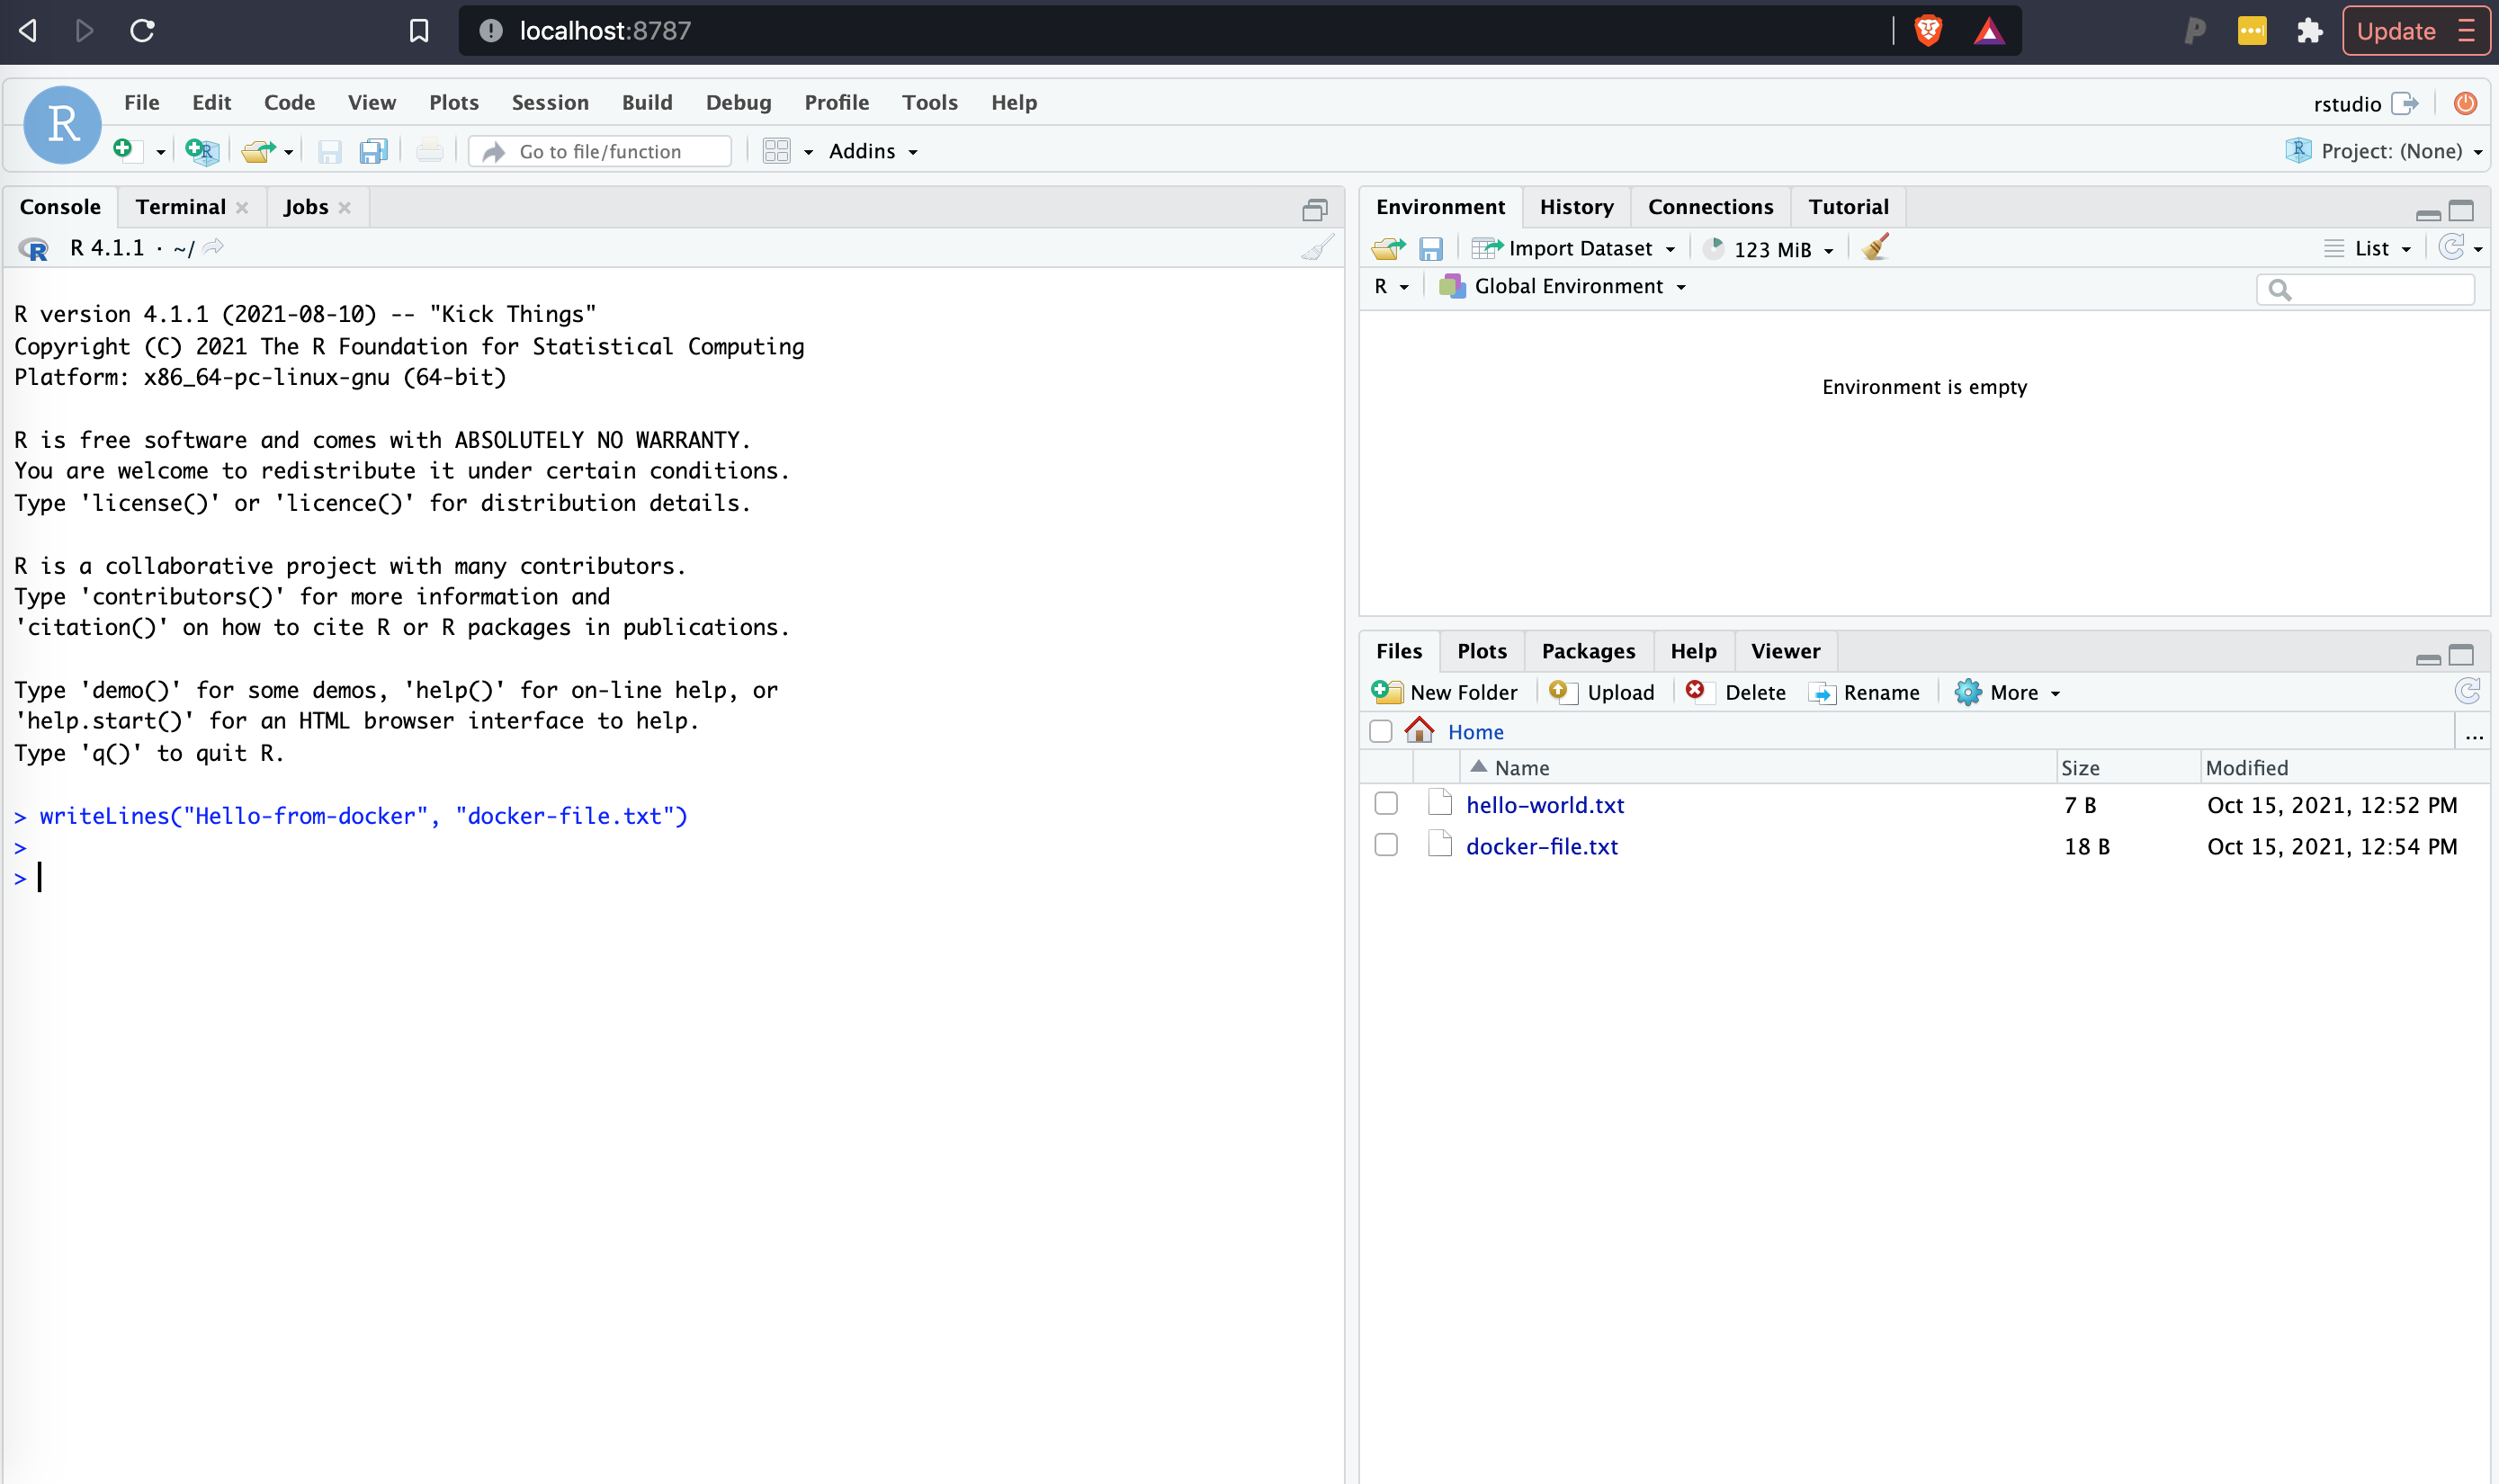 localhost:8787
Update
R
File Edit Code View Plots Session Build Debug Profile Tools Help
rstudio
Go to file/function
Addins
Project: (None)
Console Terminal Jobs
R 4.1.1 · ~/
R version 4.1.1 (2021-08-10) -- "Kick Things"
Copyright (C) 2021 The R Foundation for Statistical Computing
Platform: x86_64-pc-linux-gnu (64-bit)
R is free software and comes with ABSOLUTELY NO WARRANTY.
You are welcome to redistribute it under certain conditions.
Type 'license()' or 'licence()' for distribution details.
R is a collaborative project with many contributors.
Type 'contributors()' for more information and
'citation()' on how to cite R or R packages in publications.
Type 'demo()' for some demos, 'help()' for on-line help, or
'help.start()' for an HTML browser interface to help.
Type 'q()' to quit R.
> writeLines("Hello-from-docker", "docker-file.txt")
>
>
Environment History Connections Tutorial
Import Dataset 123 MiB List
R Global Environment
Environment is empty
Files Plots Packages Help Viewer
New Folder Upload Delete Rename More
Home ...
Name Size Modified
hello-world.txt 7 B Oct 15, 2021, 12:52 PM
docker-file.txt 18 B Oct 15, 2021, 12:54 PM